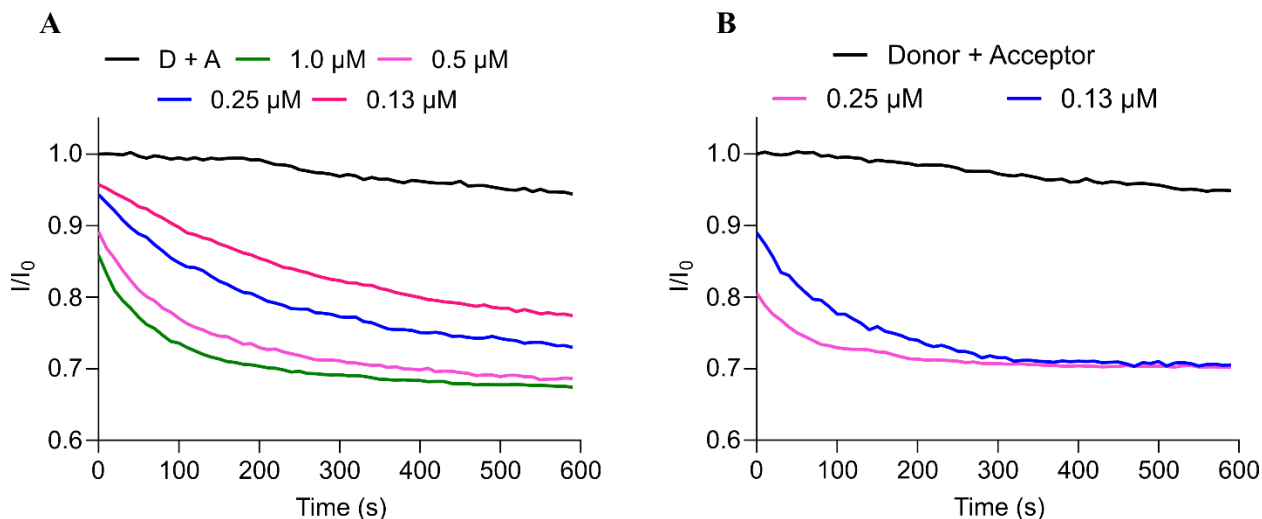 A
D + A 1.0 µM 0.5 µM
0.25 µM 0.13 µM
1.0
0.9
0.8
0.7
0.6
I/I0
0 100 200 300 400 500 600
Time (s)
B
Donor + Acceptor
0.25 µM 0.13 µM
1.0
0.9
0.8
0.7
0.6
I/I0
0 100 200 300 400 500 600
Time (s)